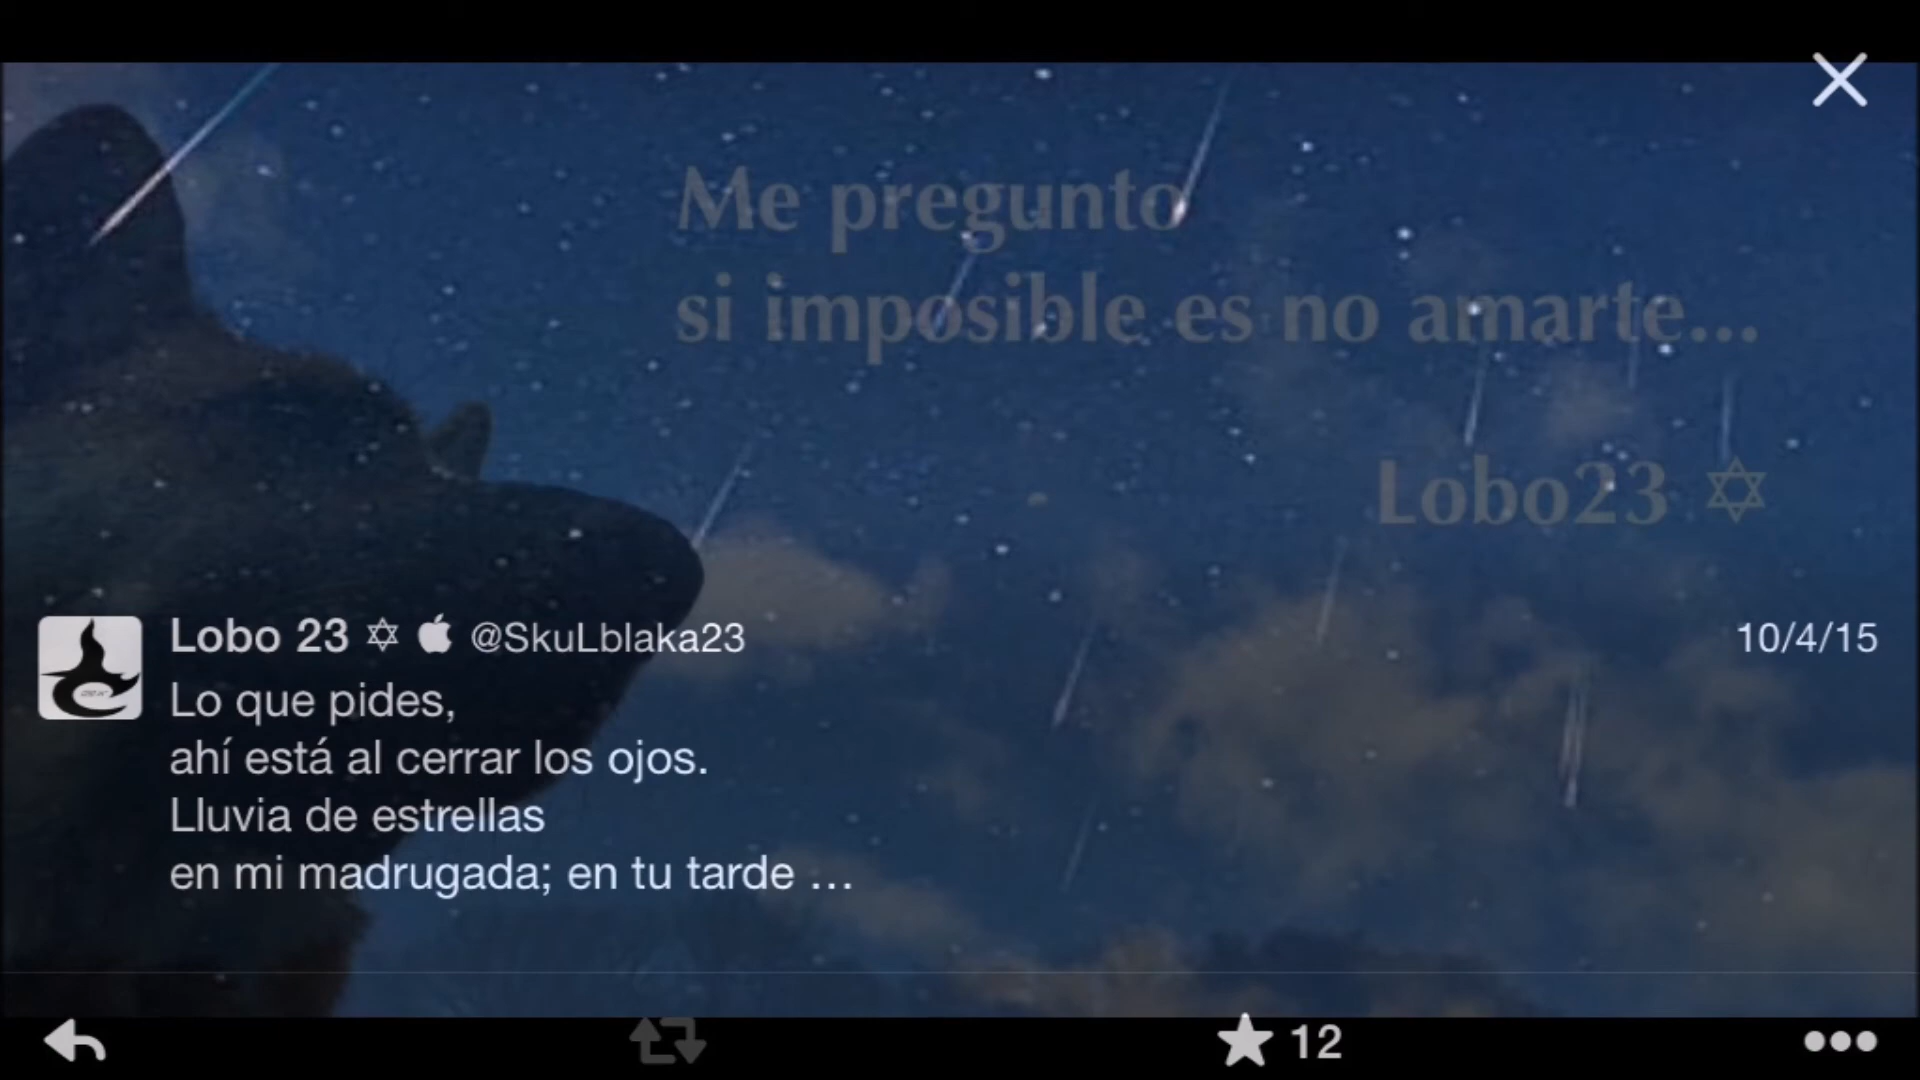 Me pregunto
si imposible es no amarte...
Lobo23 ✡
Lobo 23 ✡  @SkuLblaka23
10/4/15
Lo que pides,
ahí está al cerrar los ojos.
Lluvia de estrellas
en mi madrugada; en tu tarde ...
12